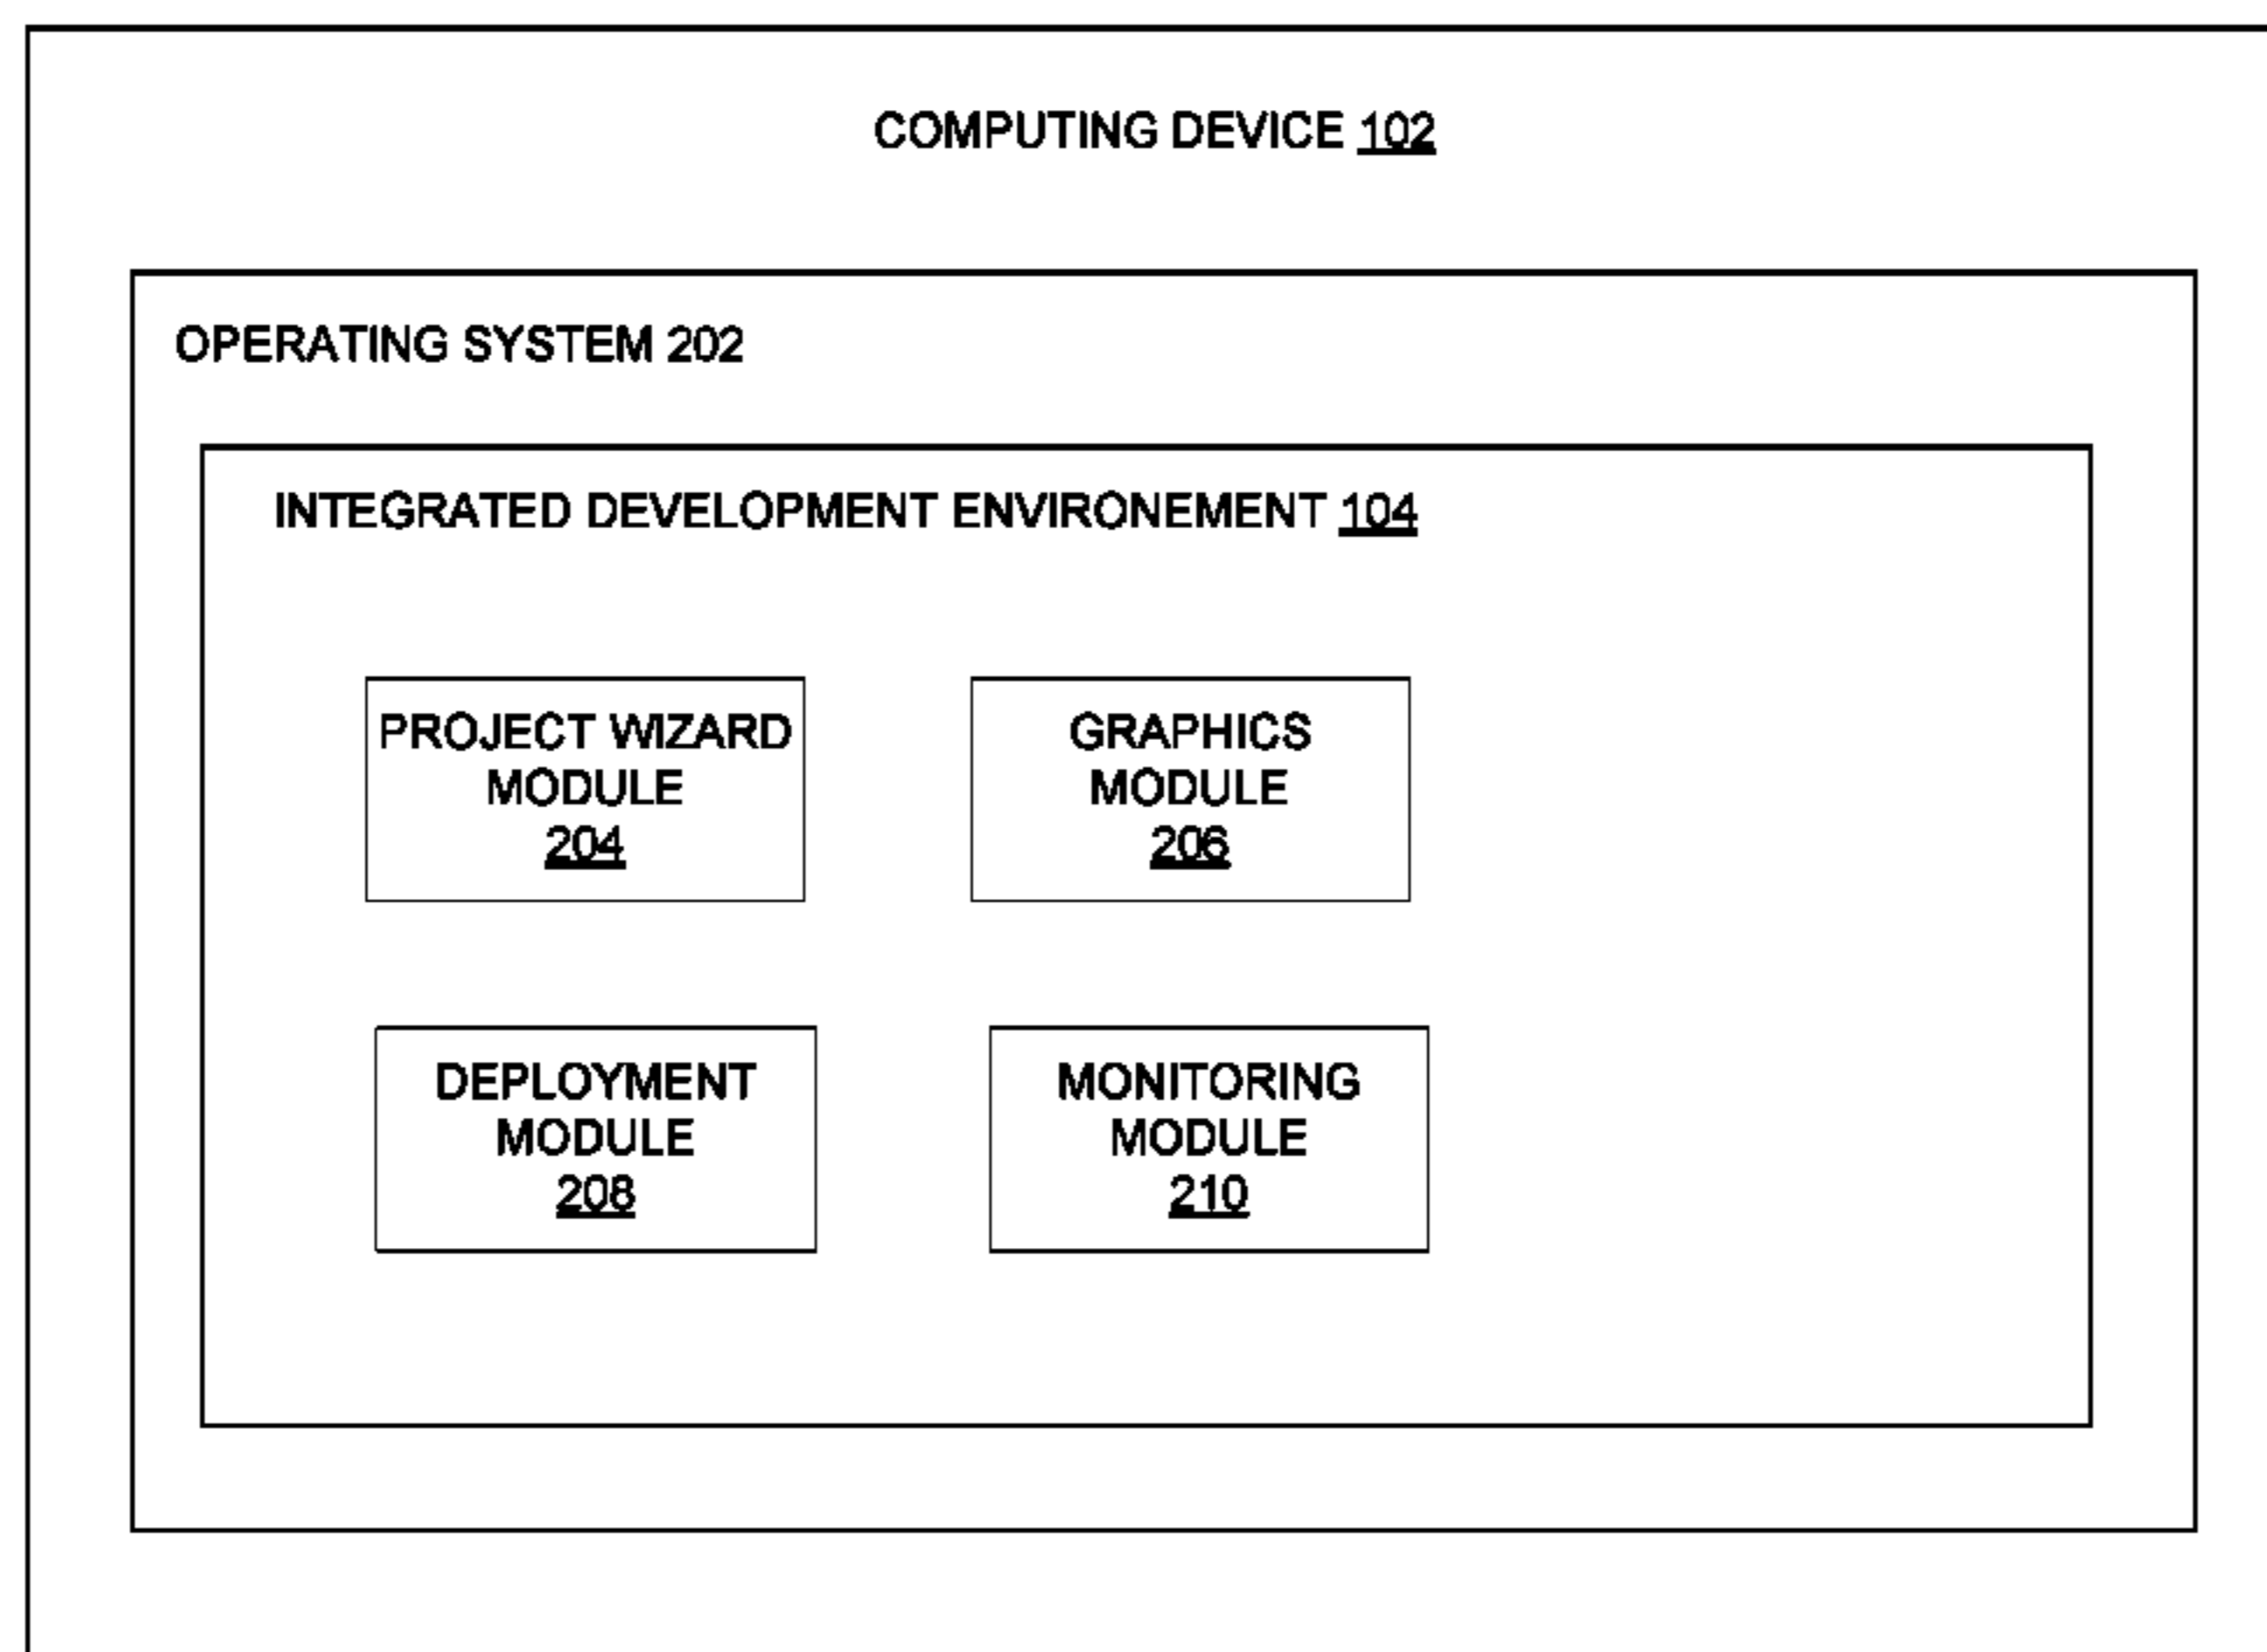 COMPUTING DEVICE 102
OPERATING SYSTEM 202
INTEGRATED DEVELOPMENT ENVIRONEMENT 104
PROJECT WIZARD
MODULE
204
GRAPHICS
MODULE
206
DEPLOYMENT
MODULE
208
MONITORING
MODULE
210